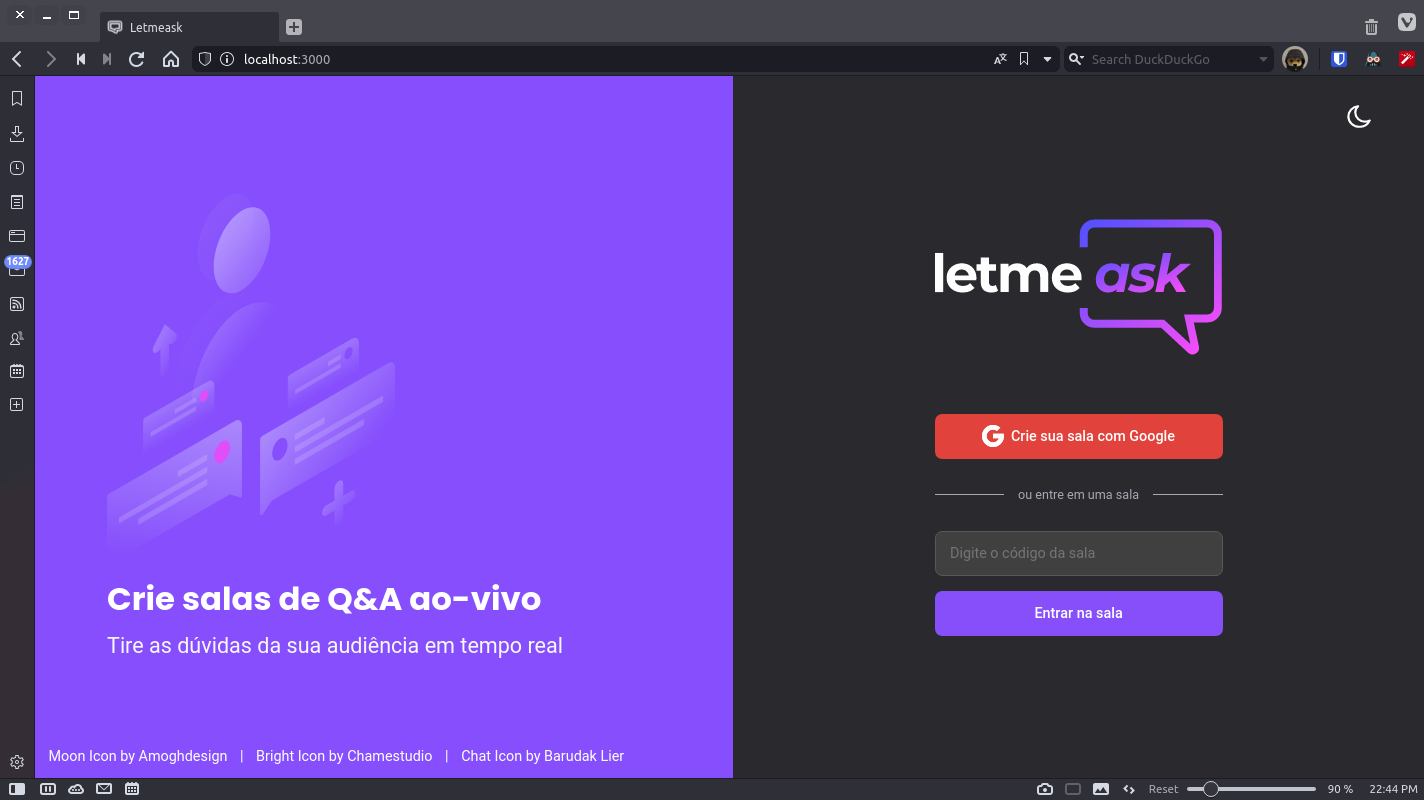 Letmeask
localhost:3000
Search DuckDuckGo
1627
letme ask
Crie sua sala com Google
ou entre em uma sala
Digite o código da sala
Entrar na sala
Crie salas de Q&A ao-vivo
Tire as dúvidas da sua audiência em tempo real
Moon Icon by Amoghdesign | Bright Icon by Chamestudio | Chat Icon by Barudak Lier
Reset 90 % 22:44 PM